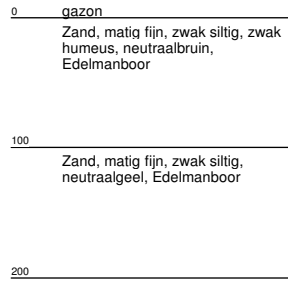 0 gazon
Zand, matig fijn, zwak siltig, zwak
humeus, neutraalbruin,
Edelmanboor
100
Zand, matig fijn, zwak siltig,
neutraalgeel, Edelmanboor
200